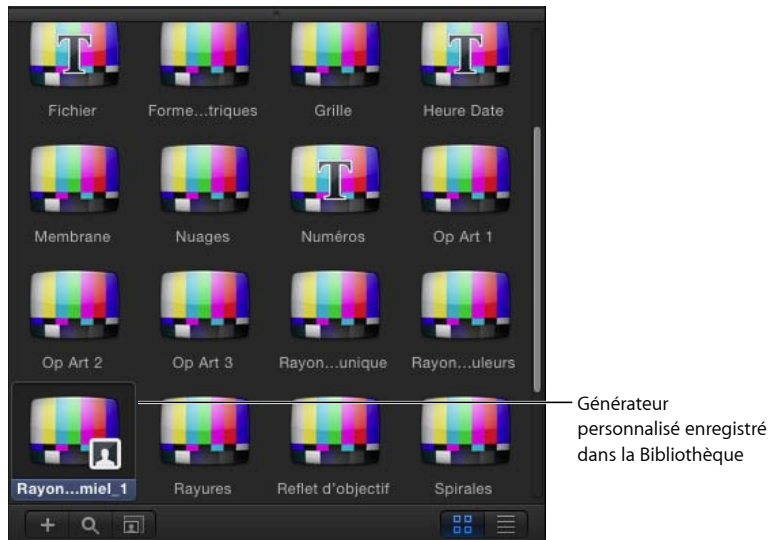 T T
Fichier Forme...triques Grille Heure Date
T
Membrane Nuages Numéros Op Art 1
Op Art 2 Op Art 3 Rayon...unique Rayon...uleurs
Générateur
personnalisé enregistré
dans la Bibliothèque
Rayon...miel_1 Rayures Reflet d'objectif Spirales